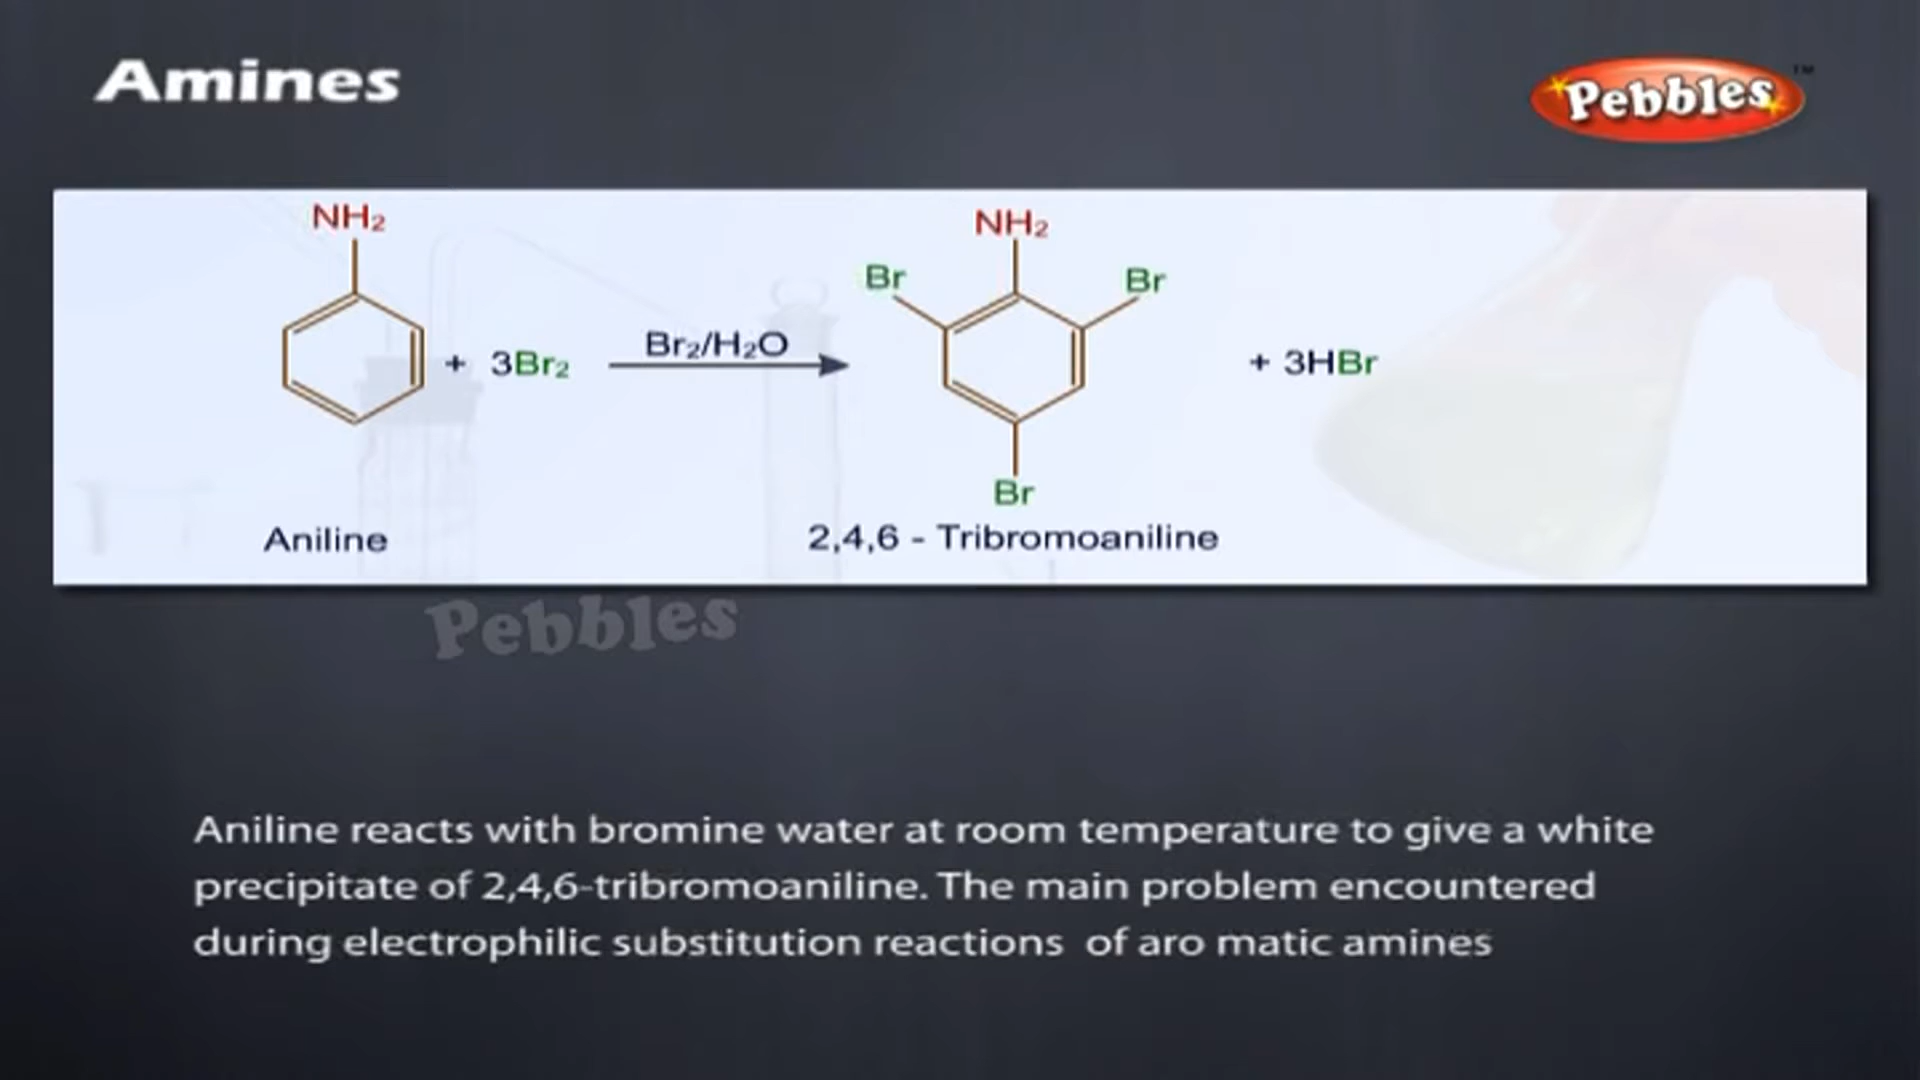 Amines
Pebbles™
NH₂
NH₂
Br
Br
+ 3Br₂
Br₂/H₂O
+ 3HBr
Br
Aniline
2,4,6 - Tribromoaniline
Pebbles
Aniline reacts with bromine water at room temperature to give a white
precipitate of 2,4,6-tribromoaniline. The main problem encountered
during electrophilic substitution reactions of aro matic amines